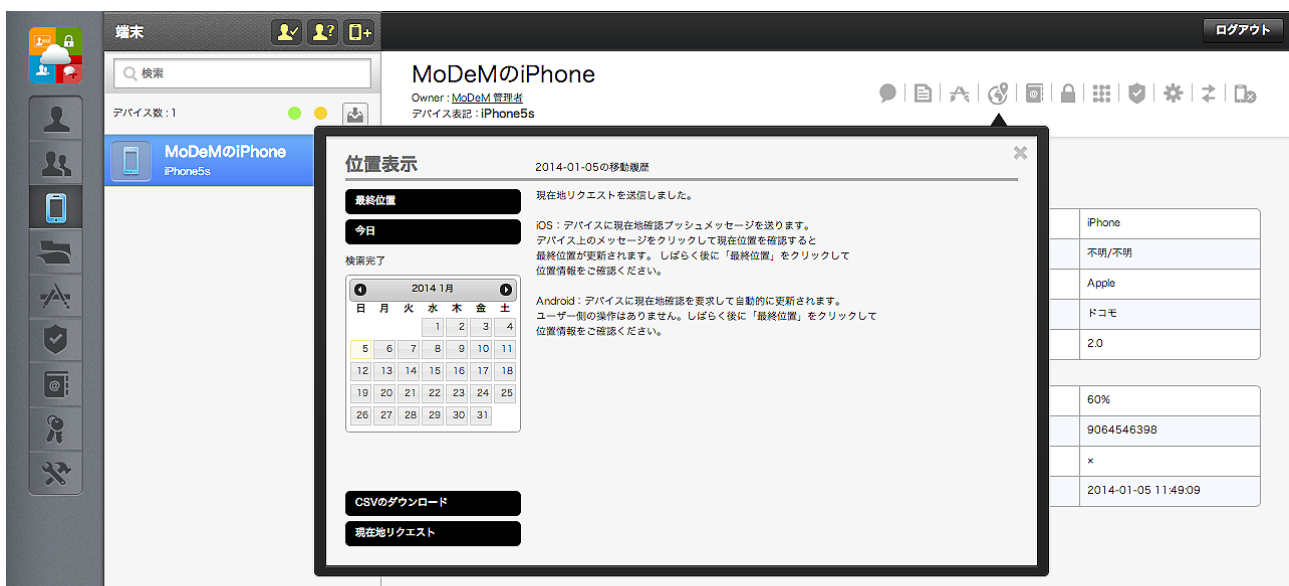 端末
ログアウト
検索
デバイス数 : 1
MoDeMのiPhone
iPhone5s
MoDeMのiPhone
Owner : MoDeM 管理者
デバイス表記 : iPhone5s
位置表示
2014-01-05の移動履歴
最終位置
今日
検索完了
2014 1月
日 月 火 水 木 金 土
1 2 3 4
5 6 7 8 9 10 11
12 13 14 15 16 17 18
19 20 21 22 23 24 25
26 27 28 29 30 31
CSVのダウンロード
現在地リクエスト
現在地リクエストを送信しました。
iOS：デバイスに現在地確認プッシュメッセージを送ります。
デバイス上のメッセージをクリックして現在位置を確認すると
最終位置が更新されます。 しばらく後に「最終位置」をクリックして
位置情報をご確認ください。
Android：デバイスに現在地確認を要求して自動的に更新されます。
ユーザー側の操作はありません。しばらく後に「最終位置」をクリックして
位置情報をご確認ください。
iPhone
不明/不明
Apple
ドコモ
2.0
60%
9064546398
×
2014-01-05 11:49:09